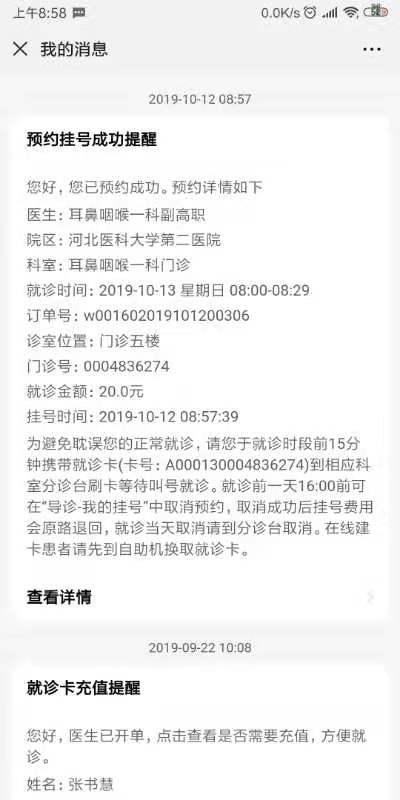 上午8:58
0.0K/s
我的消息
2019-10-12 08:57
预约挂号成功提醒
您好, 您已预约成功。预约详情如下
医生: 耳鼻咽喉一科副高职
院区: 河北医科大学第二医院
科室: 耳鼻咽喉一科门诊
就诊时间: 2019-10-13 星期日 08:00-08:29
订单号: w001602019101200306
诊室位置: 门诊五楼
门诊号: 0004836274
就诊金额: 20.0元
挂号时间: 2019-10-12 08:57:39
为避免耽误您的正常就诊, 请您于就诊时段前15分
钟携带就诊卡(卡号: A000130004836274)到相应科
室分诊台刷卡等待叫号就诊。就诊前一天16:00前可
在“导诊-我的挂号”中取消预约, 取消成功后挂号费用
会原路退回, 就诊当天取消请到分诊台取消。在线建
卡患者请先到自助机换取就诊卡。
查看详情
2019-09-22 10:08
就诊卡充值提醒
您好, 医生已开单, 点击查看是否需要充值, 方便就
诊。
姓名: 张书慧